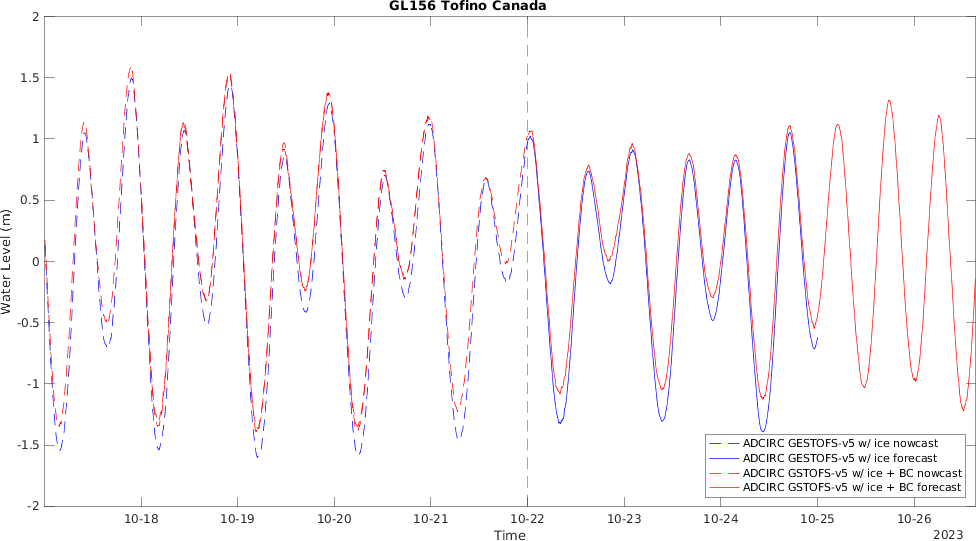 GL156 Tofino Canada
2
1.5
1
0.5
0
-0.5
-1
-1.5
-2
Water Level (m)
10-18 10-19 10-20 10-21 10-22 10-23 10-24 10-25 10-26
Time
2023
ADCIRC GESTOFS-v5 w/ ice nowcast
ADCIRC GESTOFS-v5 w/ ice forecast
ADCIRC GSTOFS-v5 w/ ice + BC nowcast
ADCIRC GSTOFS-v5 w/ ice + BC forecast